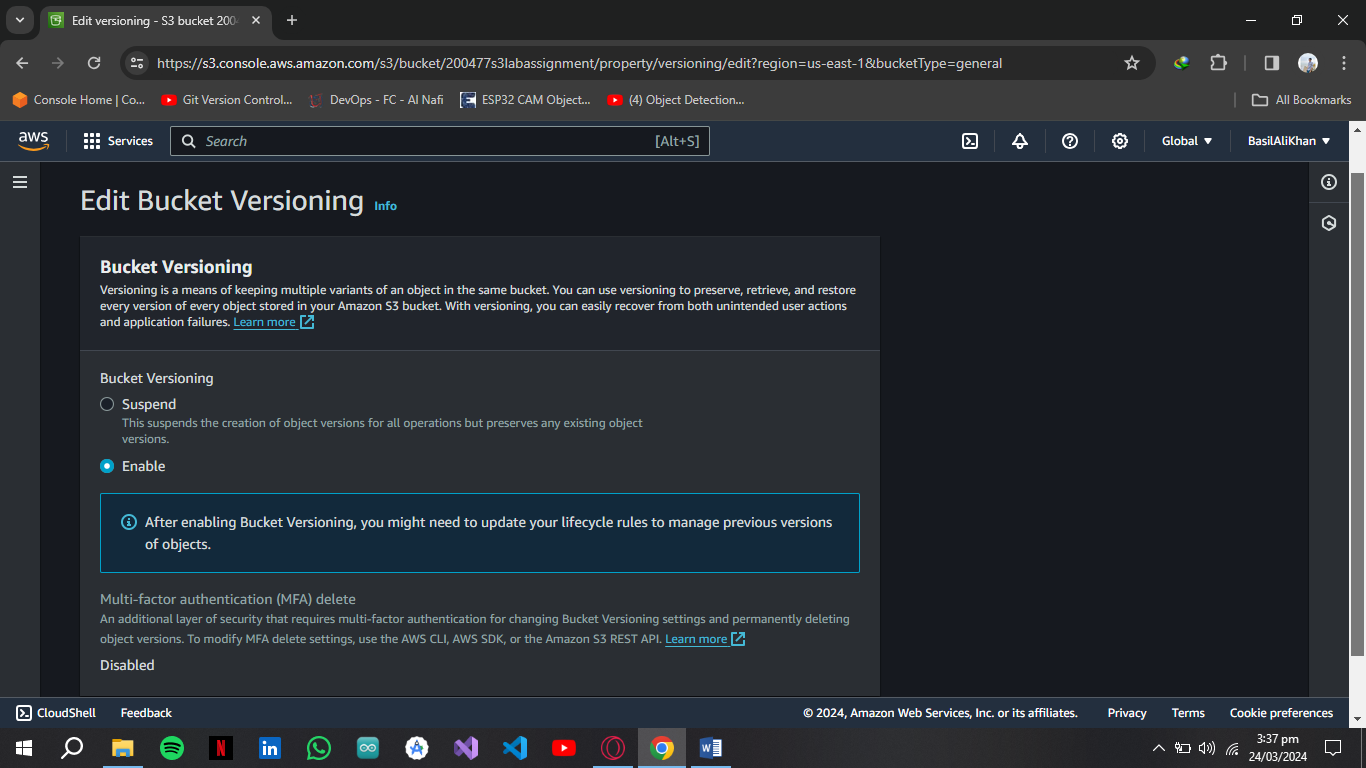 Edit versioning - S3 bucket 200
https://s3.console.aws.amazon.com/s3/bucket/200477s3labassignment/property/versioning/edit?region=us-east-1&bucketType=general
Console Home | Co...
Git Version Control...
DevOps - FC - Al Nafi
ESP32 CAM Object...
(4) Object Detection...
All Bookmarks
aws
Services
Search
[Alt+S]
Global
BasilAliKhan
Edit Bucket Versioning Info
Bucket Versioning
Versioning is a means of keeping multiple variants of an object in the same bucket. You can use versioning to preserve, retrieve, and restore
every version of every object stored in your Amazon S3 bucket. With versioning, you can easily recover from both unintended user actions
and application failures. Learn more
Bucket Versioning
Suspend
This suspends the creation of object versions for all operations but preserves any existing object
versions.
Enable
After enabling Bucket Versioning, you might need to update your lifecycle rules to manage previous versions
of objects.
Multi-factor authentication (MFA) delete
An additional layer of security that requires multi-factor authentication for changing Bucket Versioning settings and permanently deleting
object versions. To modify MFA delete settings, use the AWS CLI, AWS SDK, or the Amazon S3 REST API. Learn more
Disabled
CloudShell
Feedback
© 2024, Amazon Web Services, Inc. or its affiliates.
Privacy
Terms
Cookie preferences
3:37 pm
24/03/2024